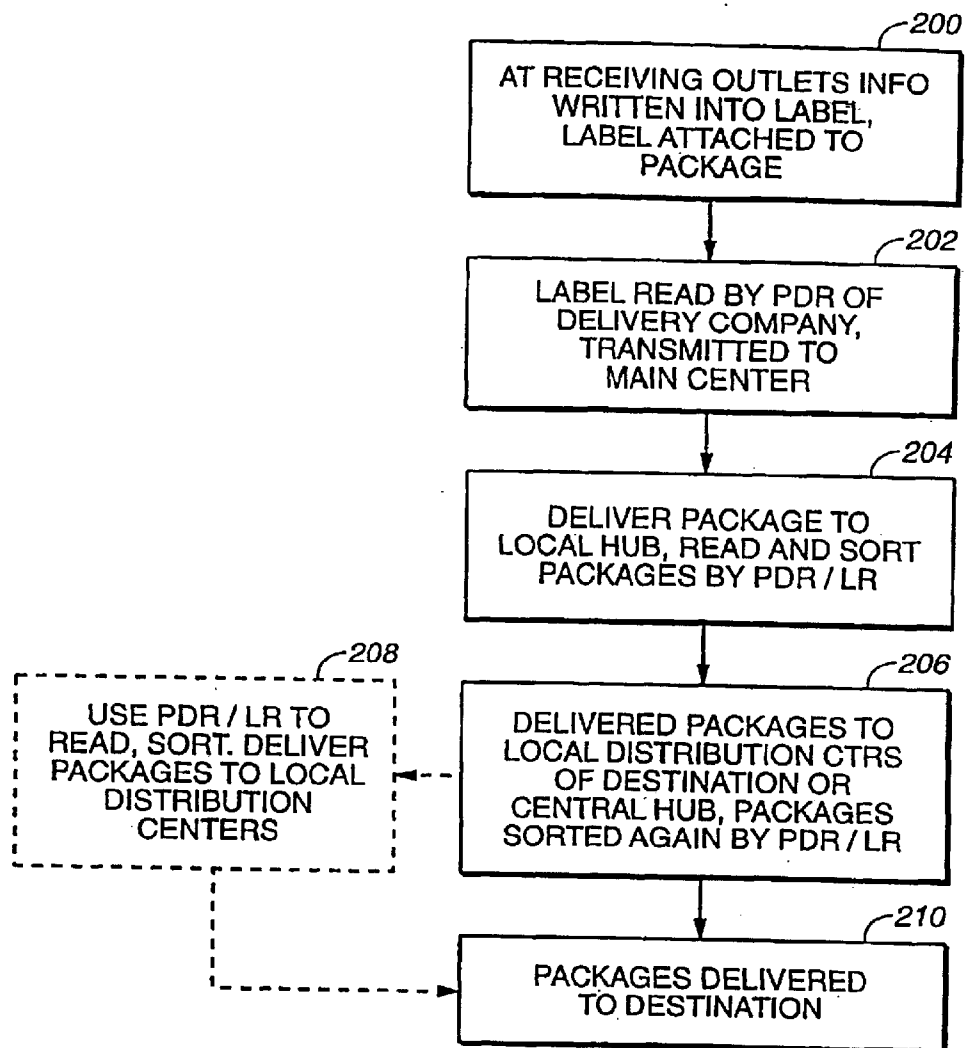 200
AT RECEIVING OUTLETS INFO
WRITTEN INTO LABEL,
LABEL ATTACHED TO
PACKAGE
202
LABEL READ BY PDR OF
DELIVERY COMPANY,
TRANSMITTED TO
MAIN CENTER
204
DELIVER PACKAGE TO
LOCAL HUB, READ AND SORT
PACKAGES BY PDR / LR
206
DELIVERED PACKAGES TO
LOCAL DISTRIBUTION CTRS
OF DESTINATION OR
CENTRAL HUB, PACKAGES
SORTED AGAIN BY PDR / LR
208
USE PDR / LR TO
READ, SORT. DELIVER
PACKAGES TO LOCAL
DISTRIBUTION
CENTERS
210
PACKAGES DELIVERED
TO DESTINATION